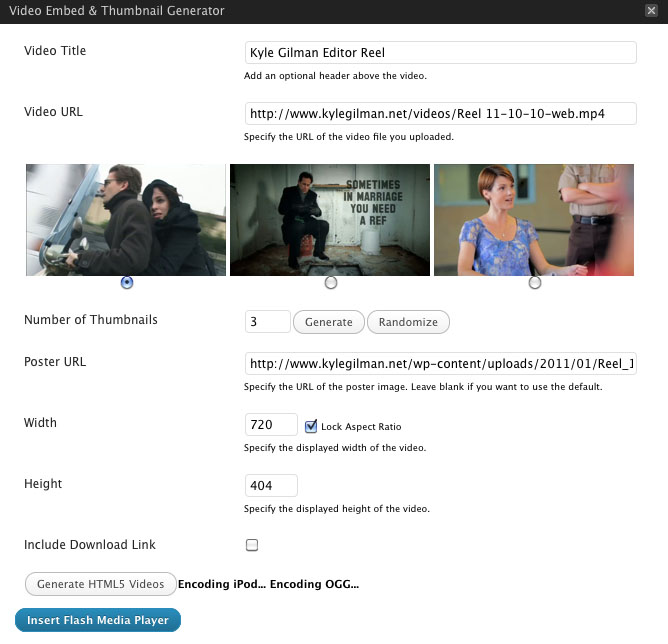 Video Embed & Thumbnail Generator
Video Title
Kyle Gilman Editor Reel
Add an optional header above the video.
Video URL
http://www.kylegilman.net/videos/Reel 11-10-10-web.mp4
Specify the URL of the video file you uploaded.
SOMETIMES
IN MARRIAGE
YOU NEED
A REF
Number of Thumbnails
3
Generate
Randomize
Poster URL
http://www.kylegilman.net/wp-content/uploads/2011/01/Reel_1
Specify the URL of the poster image. Leave blank if you want to use the default.
Width
720
Lock Aspect Ratio
Specify the displayed width of the video.
Height
404
Specify the displayed height of the video.
Include Download Link
Generate HTML5 Videos
Encoding iPod... Encoding OGG...
Insert Flash Media Player